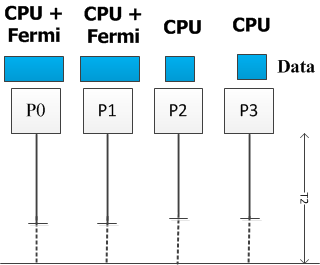 CPU + Fermi
CPU + Fermi
CPU
CPU
Data
P0
P1
P2
P3
T2